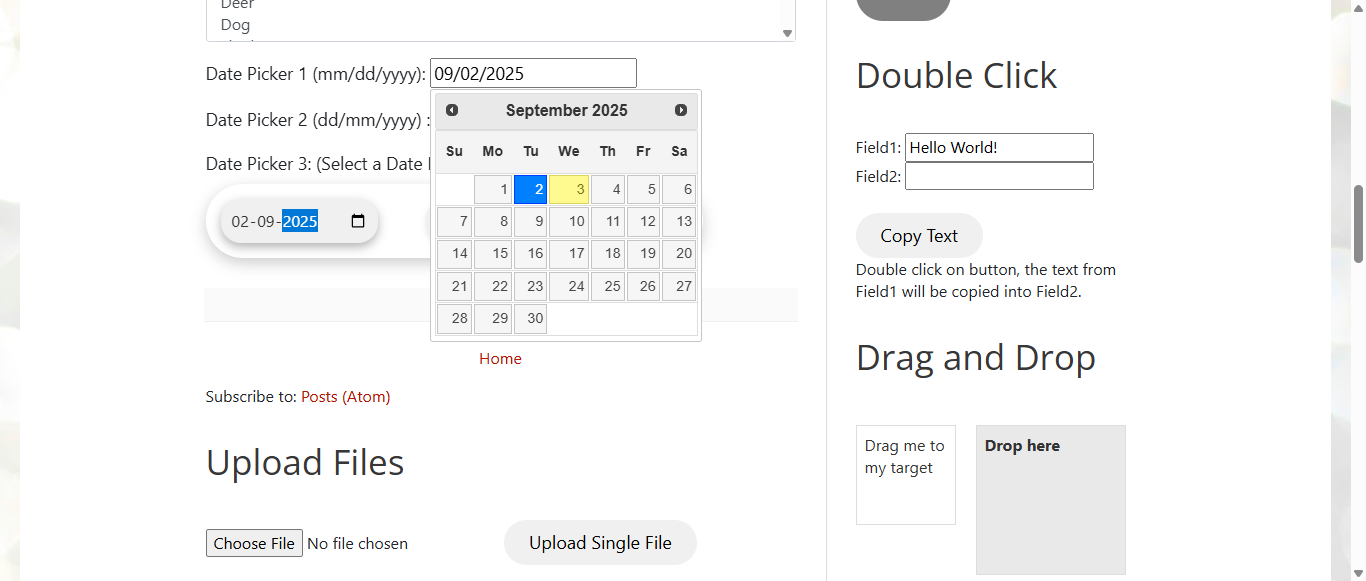 Deer
Dog
Date Picker 1 (mm/dd/yyyy): 09/02/2025
Date Picker 2 (dd/mm/yyyy) :
Date Picker 3: (Select a Date
02-09-2025
September 2025
Su Mo Tu We Th Fr Sa
1 2 3 4 5 6
7 8 9 10 11 12 13
14 15 16 17 18 19 20
21 22 23 24 25 26 27
28 29 30
Home
Subscribe to: Posts (Atom)
Upload Files
Choose File No file chosen
Upload Single File
Double Click
Field1: Hello World!
Field2:
Copy Text
Double click on button, the text from
Field1 will be copied into Field2.
Drag and Drop
Drag me to
my target
Drop here